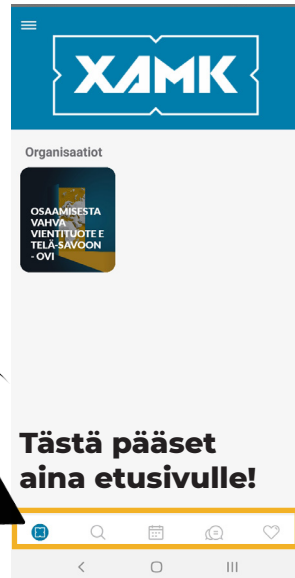 XAMK
Organisaatiot
OSAAMISESTA
VAHVA
VIENTITUOTE E
TELÄ-SAVOON
- OVI
Tästä pääset
aina etusivulle!